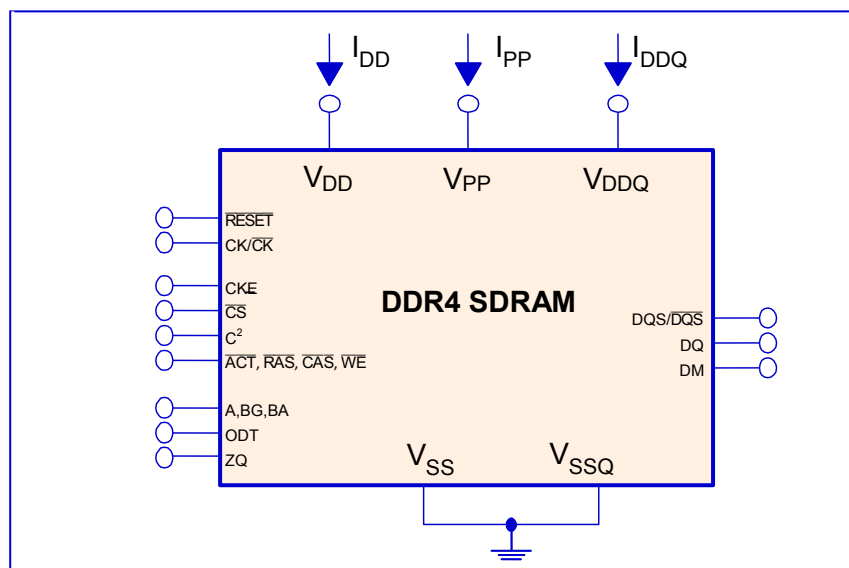 IDD IPP IDDQ
VDD VPP VDDQ
RESET
CK/CK
CKE
CS
C²
ACT, RAS, CAS, WE
A,BG,BA
ODT
ZQ
DDR4 SDRAM
DQS/DQS
DQ
DM
VSS VSSQ